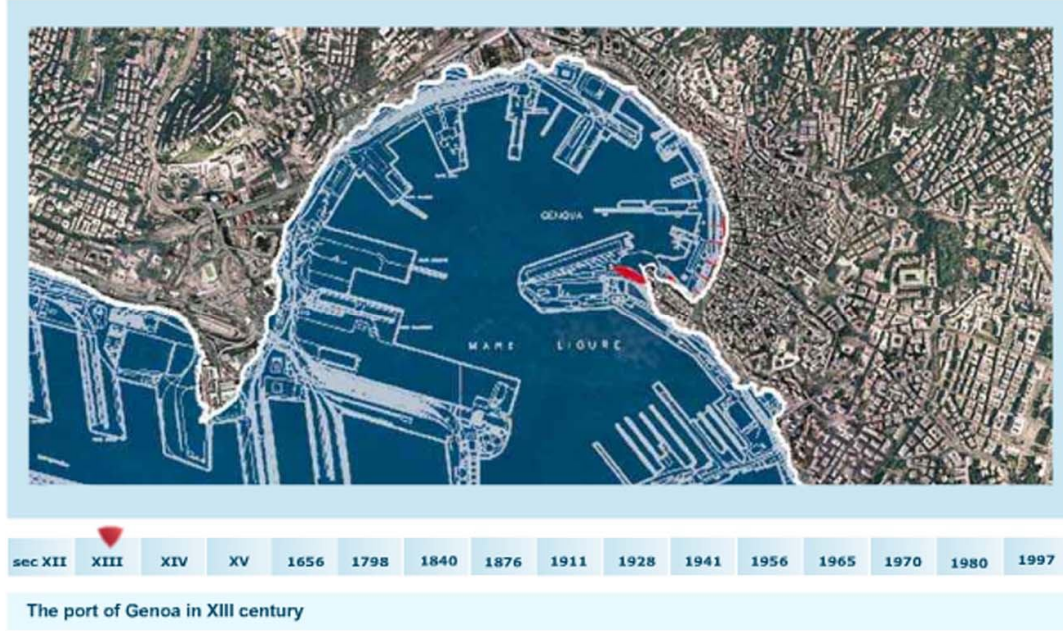 GENOVA
MARE LIGURE
sec XII XIII XIV XV 1656 1798 1840 1876 1911 1928 1941 1956 1965 1970 1980 1997
The port of Genoa in XIII century